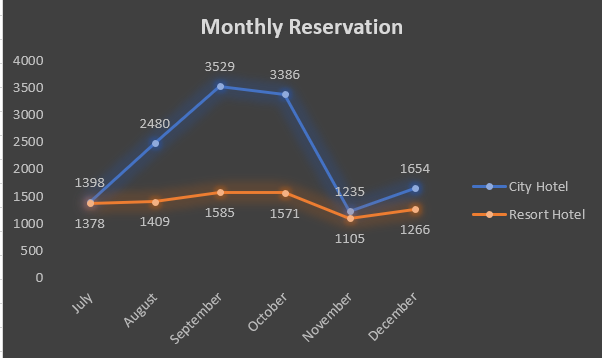 Monthly Reservation
4000
3500
3000
2500
2000
1500
1000
500
0
1398
2480
3529
3386
1235
1654
1378
1409
1585
1571
1105
1266
July
August
September
October
November
December
City Hotel
Resort Hotel